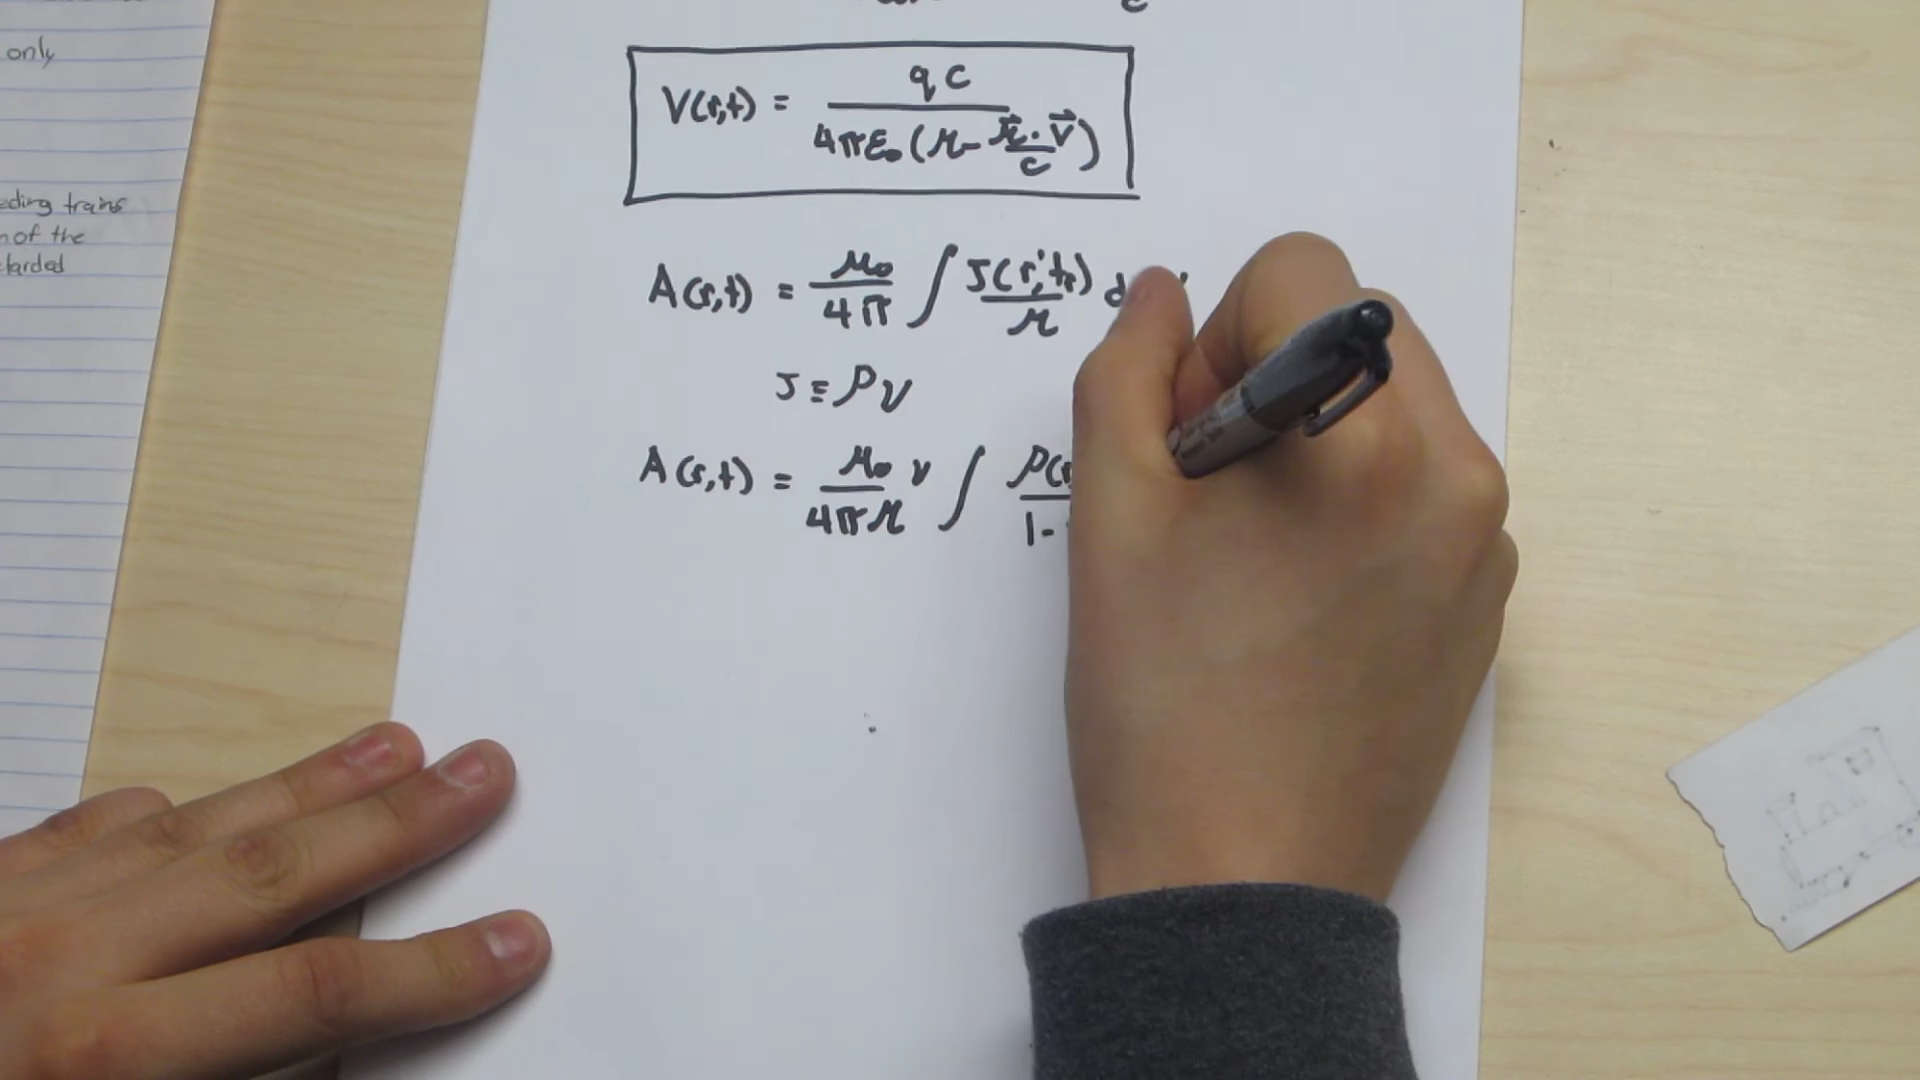 only
eding trains
n of the
tarded
c
V(r,t) = qc / 4πε₀(𝓇 - 𝓇⃗·v⃗/c)
A(r,t) = μ₀/4π ∫ J(r',tr)/𝓇 d
J ≡ ρv
A(r,t) = μ₀/4π𝓇 v ∫ ρ(r / 1-